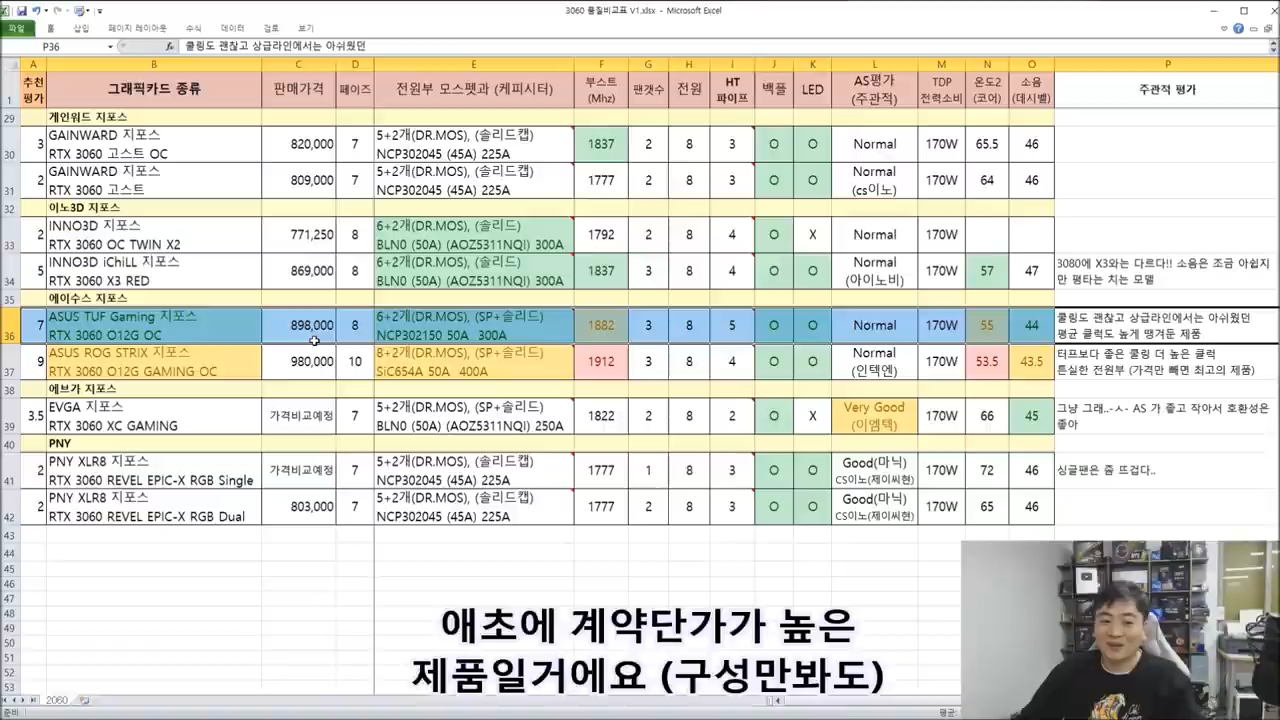 3060 품질비교표 V1.xlsx - Microsoft Excel
파일 홈 삽입 페이지 레이아웃 수식 데이터 검토 보기
P36 fx 쿨링도 괜찮고 상급라인에서는 아쉬웠던
A B C D E F G H I J K L M N O P
1 추천평가 그래픽카드 종류 판매가격 페이즈 전원부 모스펫과 (케피시터) 부스트 (Mhz) 팬갯수 전원 HT 파이프 백플 LED AS평가 (주관적) TDP 전력소비 온도2 (코어) 소음 (데시벨) 주관적 평가
29 게인워드 지포스
30 3 GAINWARD 지포스 RTX 3060 고스트 OC 820,000 7 5+2개(DR.MOS), (솔리드캡) NCP302045 (45A) 225A 1837 2 8 3 O O Normal 170W 65.5 46
31 2 GAINWARD 지포스 RTX 3060 고스트 809,000 7 5+2개(DR.MOS), (솔리드캡) NCP302045 (45A) 225A 1777 2 8 3 O O Normal (cs이노) 170W 64 46
32 이노3D 지포스
33 2 INNO3D 지포스 RTX 3060 OC TWIN X2 771,250 8 6+2개(DR.MOS), (솔리드) BLN0 (50A) (AOZ5311NQI) 300A 1792 2 8 4 O X Normal 170W
34 5 INNO3D iChiLL 지포스 RTX 3060 X3 RED 869,000 8 6+2개(DR.MOS), (솔리드) BLN0 (50A) (AOZ5311NQI) 300A 1837 3 8 4 O O Normal (아이노비) 170W 57 47 3080에 X3와는 다르다!! 소음은 조금 아쉽지만 평타는 치는 모델
35 에이수스 지포스
36 7 ASUS TUF Gaming 지포스 RTX 3060 O12G OC 898,000 8 6+2개(DR.MOS), (SP+솔리드) NCP302150 50A 300A 1882 3 8 5 O O Normal 170W 55 44 쿨링도 괜찮고 상급라인에서는 아쉬웠던 평균 클럭도 높게 땡겨둔 제품
37 9 ASUS ROG STRIX 지포스 RTX 3060 O12G GAMING OC 980,000 10 8+2개(DR.MOS), (SP+솔리드) SiC654A 50A 400A 1912 3 8 4 O O Normal (인텍엔) 170W 53.5 43.5 터프보다 좋은 쿨링 더 높은 클럭 튼실한 전원부 (가격만 빼면 최고의 제품)
38 에브가 지포스
39 3.5 EVGA 지포스 RTX 3060 XC GAMING 가격비교예정 7 5+2개(DR.MOS), (SP+솔리드) BLN0 (50A) (AOZ5311NQI) 250A 1822 2 8 2 O X Very Good (이엠텍) 170W 66 45 그냥 그래..-ㅅ- AS 가 좋고 작아서 호환성은 좋아
40 PNY
41 2 PNY XLR8 지포스 RTX 3060 REVEL EPIC-X RGB Single 가격비교예정 7 5+2개(DR.MOS), (솔리드캡) NCP302045 (45A) 225A 1777 1 8 3 O O Good(마닉) CS이노(제이씨현) 170W 72 46 싱글팬은 좀 뜨겁다..
42 2 PNY XLR8 지포스 RTX 3060 REVEL EPIC-X RGB Dual 803,000 7 5+2개(DR.MOS), (솔리드캡) NCP302045 (45A) 225A 1777 2 8 3 O O Good(마닉) CS이노(제이씨현) 170W 65 46
43
44
45
46
47
48
49
50
51
52
53
애초에 계약단가가 높은
제품일거에요 (구성만봐도)
2060
준비 평균: